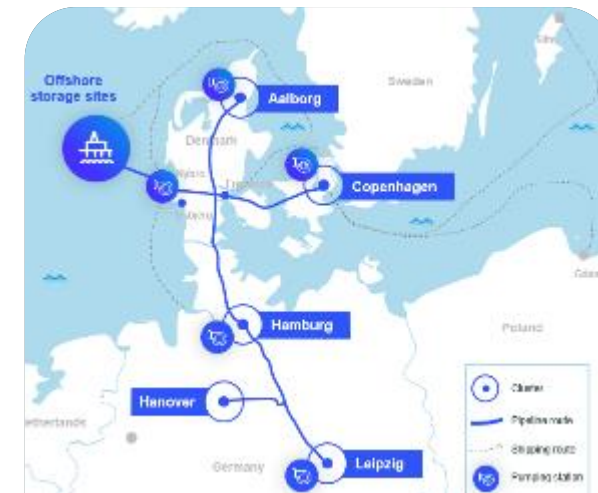 Offshore
storage sites
Aalborg
Sweden
Denmark
Copenhagen
Hamburg
Poland
Hanover
Leipzig
Germany
Cluster
Pipeline route
Shipping route
Pumping station